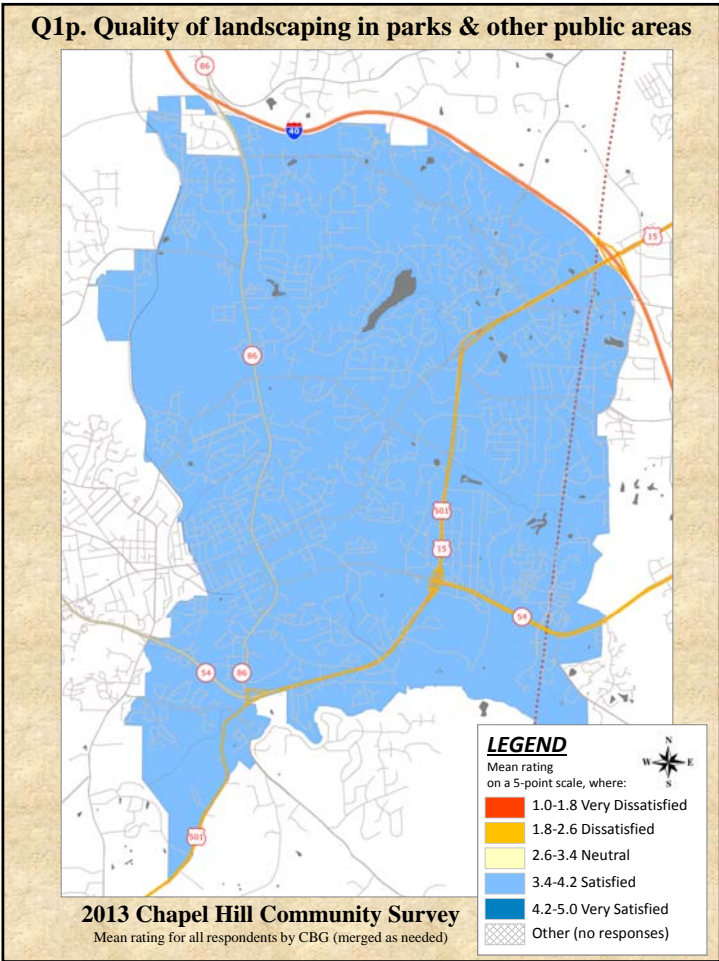 Q1p. Quality of landscaping in parks & other public areas
86
40
15
86
501
15
54
54
86
501
LEGEND
Mean rating
on a 5-point scale, where:
N
W E
S
1.0-1.8 Very Dissatisfied
1.8-2.6 Dissatisfied
2.6-3.4 Neutral
3.4-4.2 Satisfied
4.2-5.0 Very Satisfied
Other (no responses)
2013 Chapel Hill Community Survey
Mean rating for all respondents by CBG (merged as needed)